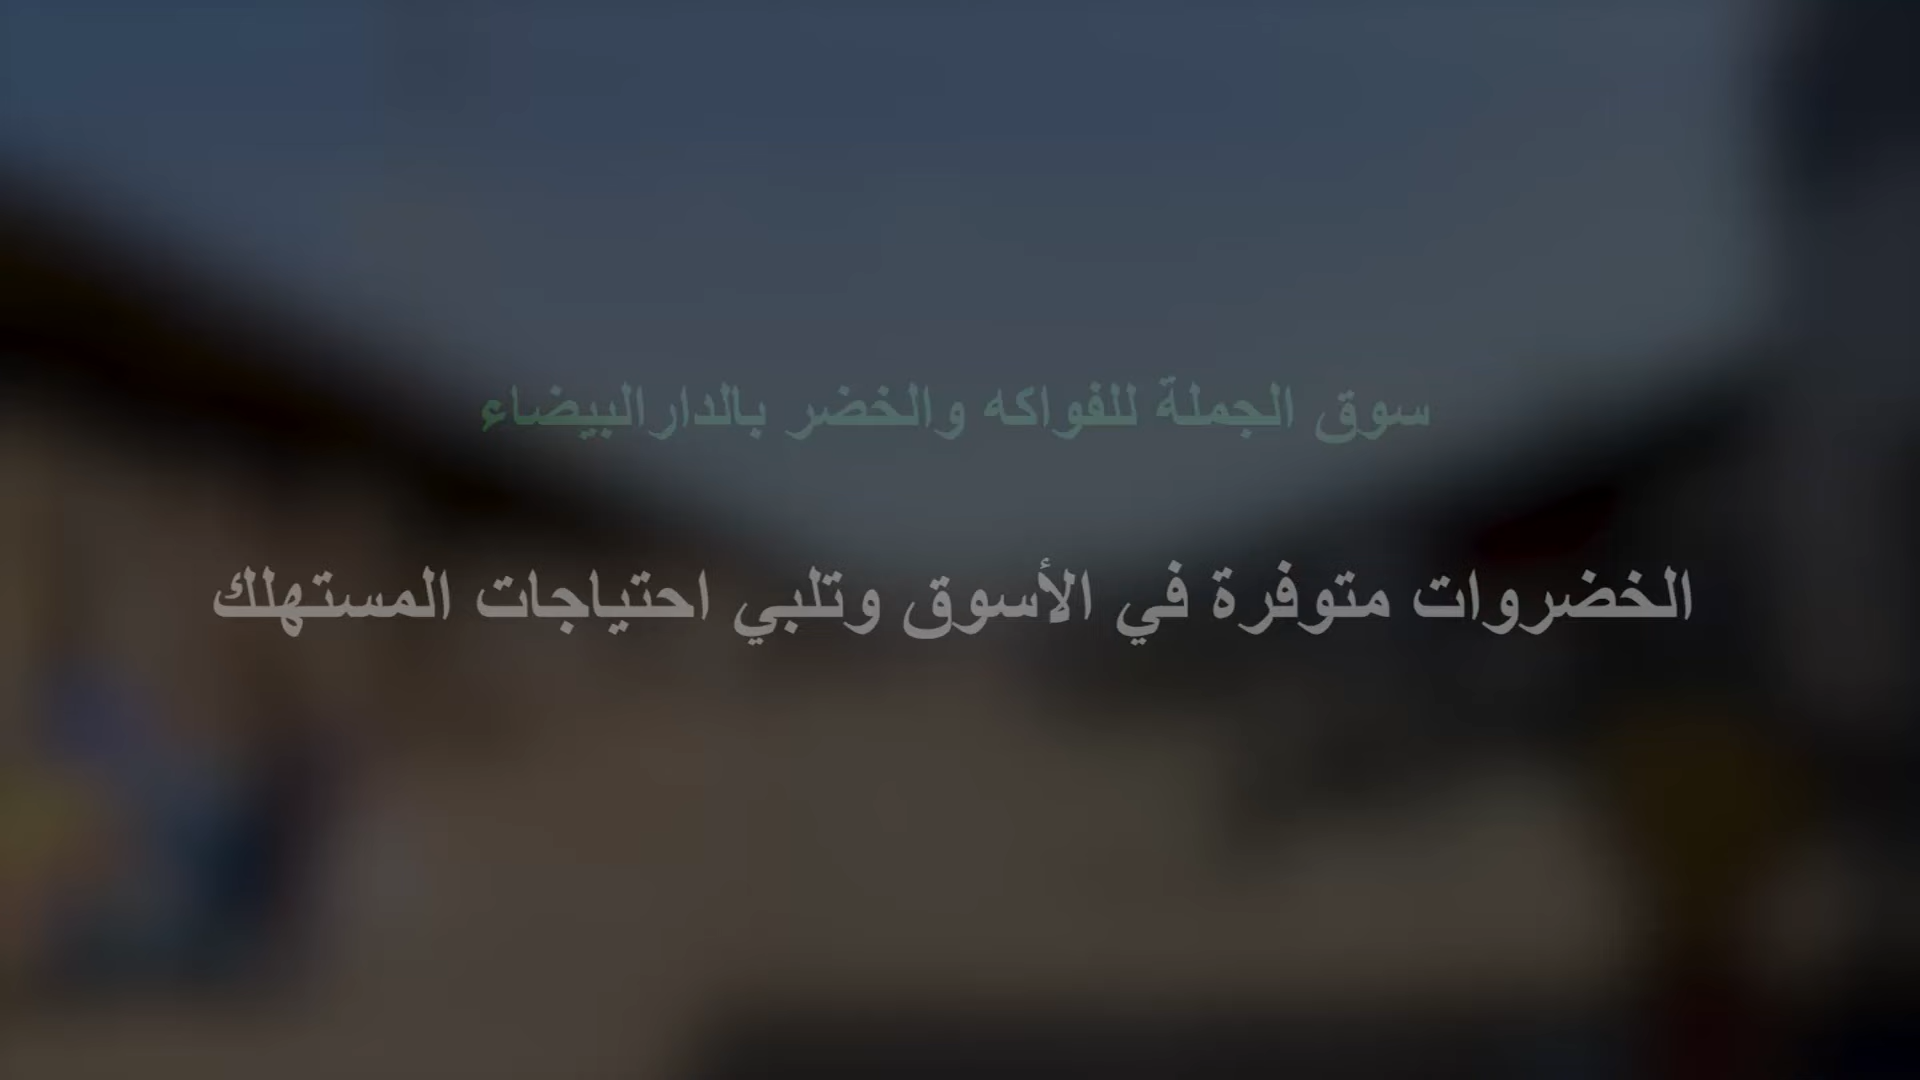 سوق الجملة للفواكه والخضر بالدارالبيضاء
الخضروات متوفرة في الأسوق وتلبي احتياجات المستهلك